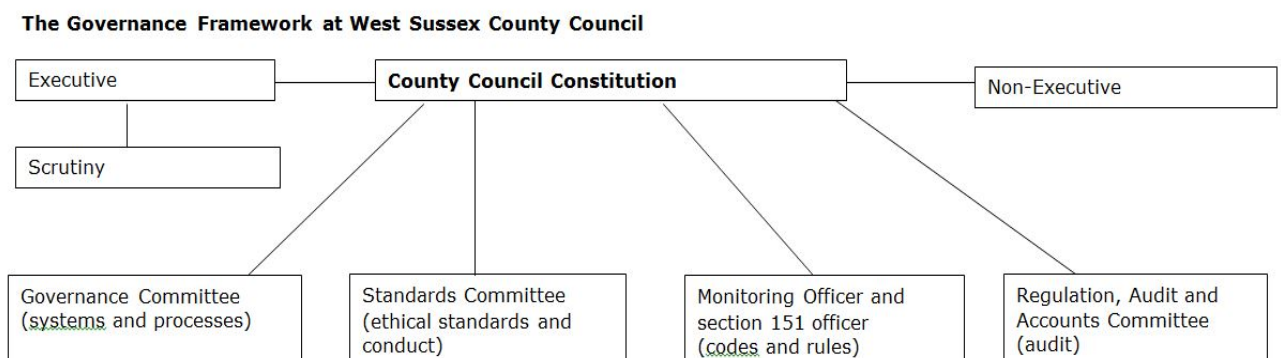 The Governance Framework at West Sussex County Council
Executive
County Council Constitution
Non-Executive
Scrutiny
Governance Committee
(systems and processes)
Standards Committee
(ethical standards and
conduct)
Monitoring Officer and
section 151 officer
(codes and rules)
Regulation, Audit and
Accounts Committee
(audit)